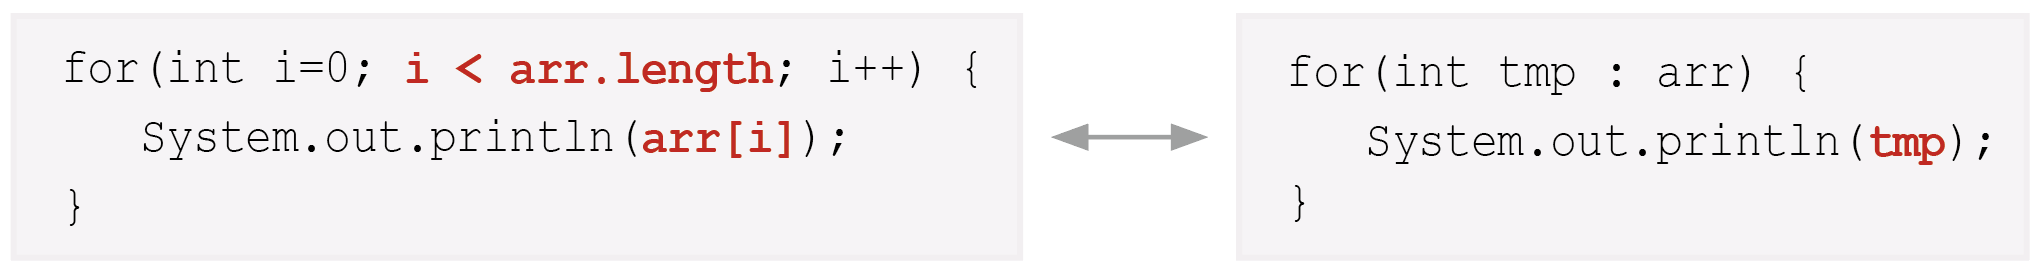 for(int i=0; i < arr.length; i++) {
    System.out.println(arr[i]);
}
for(int tmp : arr) {
    System.out.println(tmp);
}